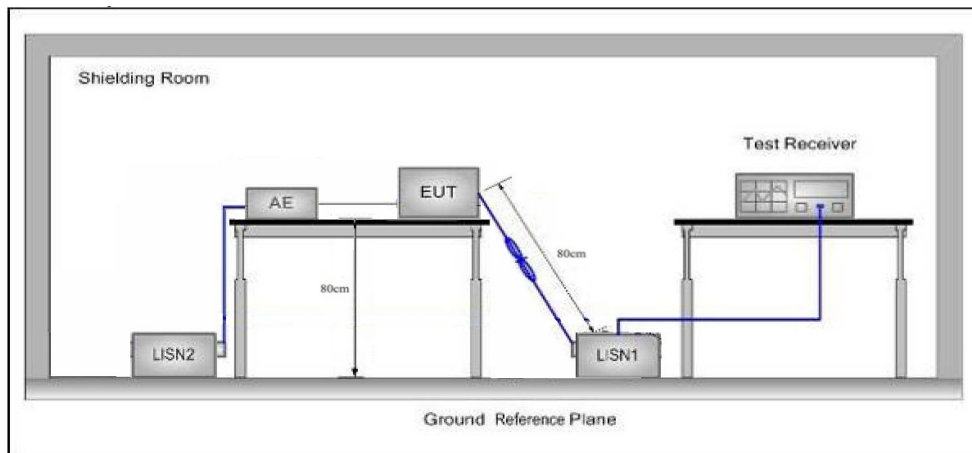 Shielding Room
Test Receiver
EUT
AE
80cm
80cm
LISN2
LISN1
Ground Reference Plane